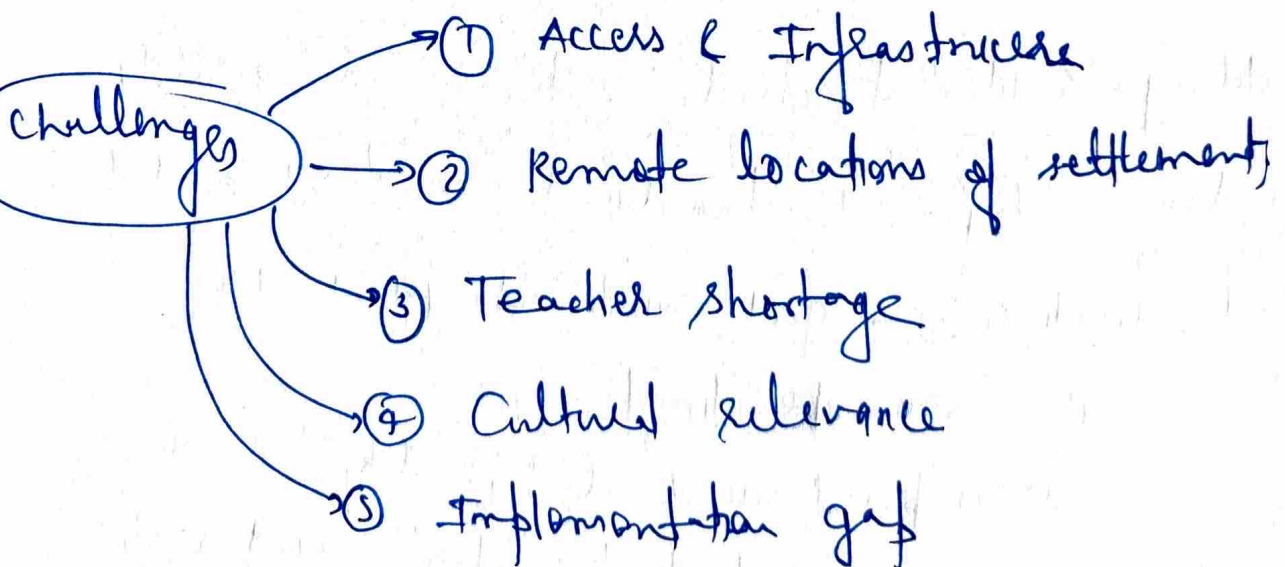 Challenges
① Access & Infrastructure
② Remote locations of settlements
③ Teacher shortage
④ Cultural relevance
⑤ Implementation gap